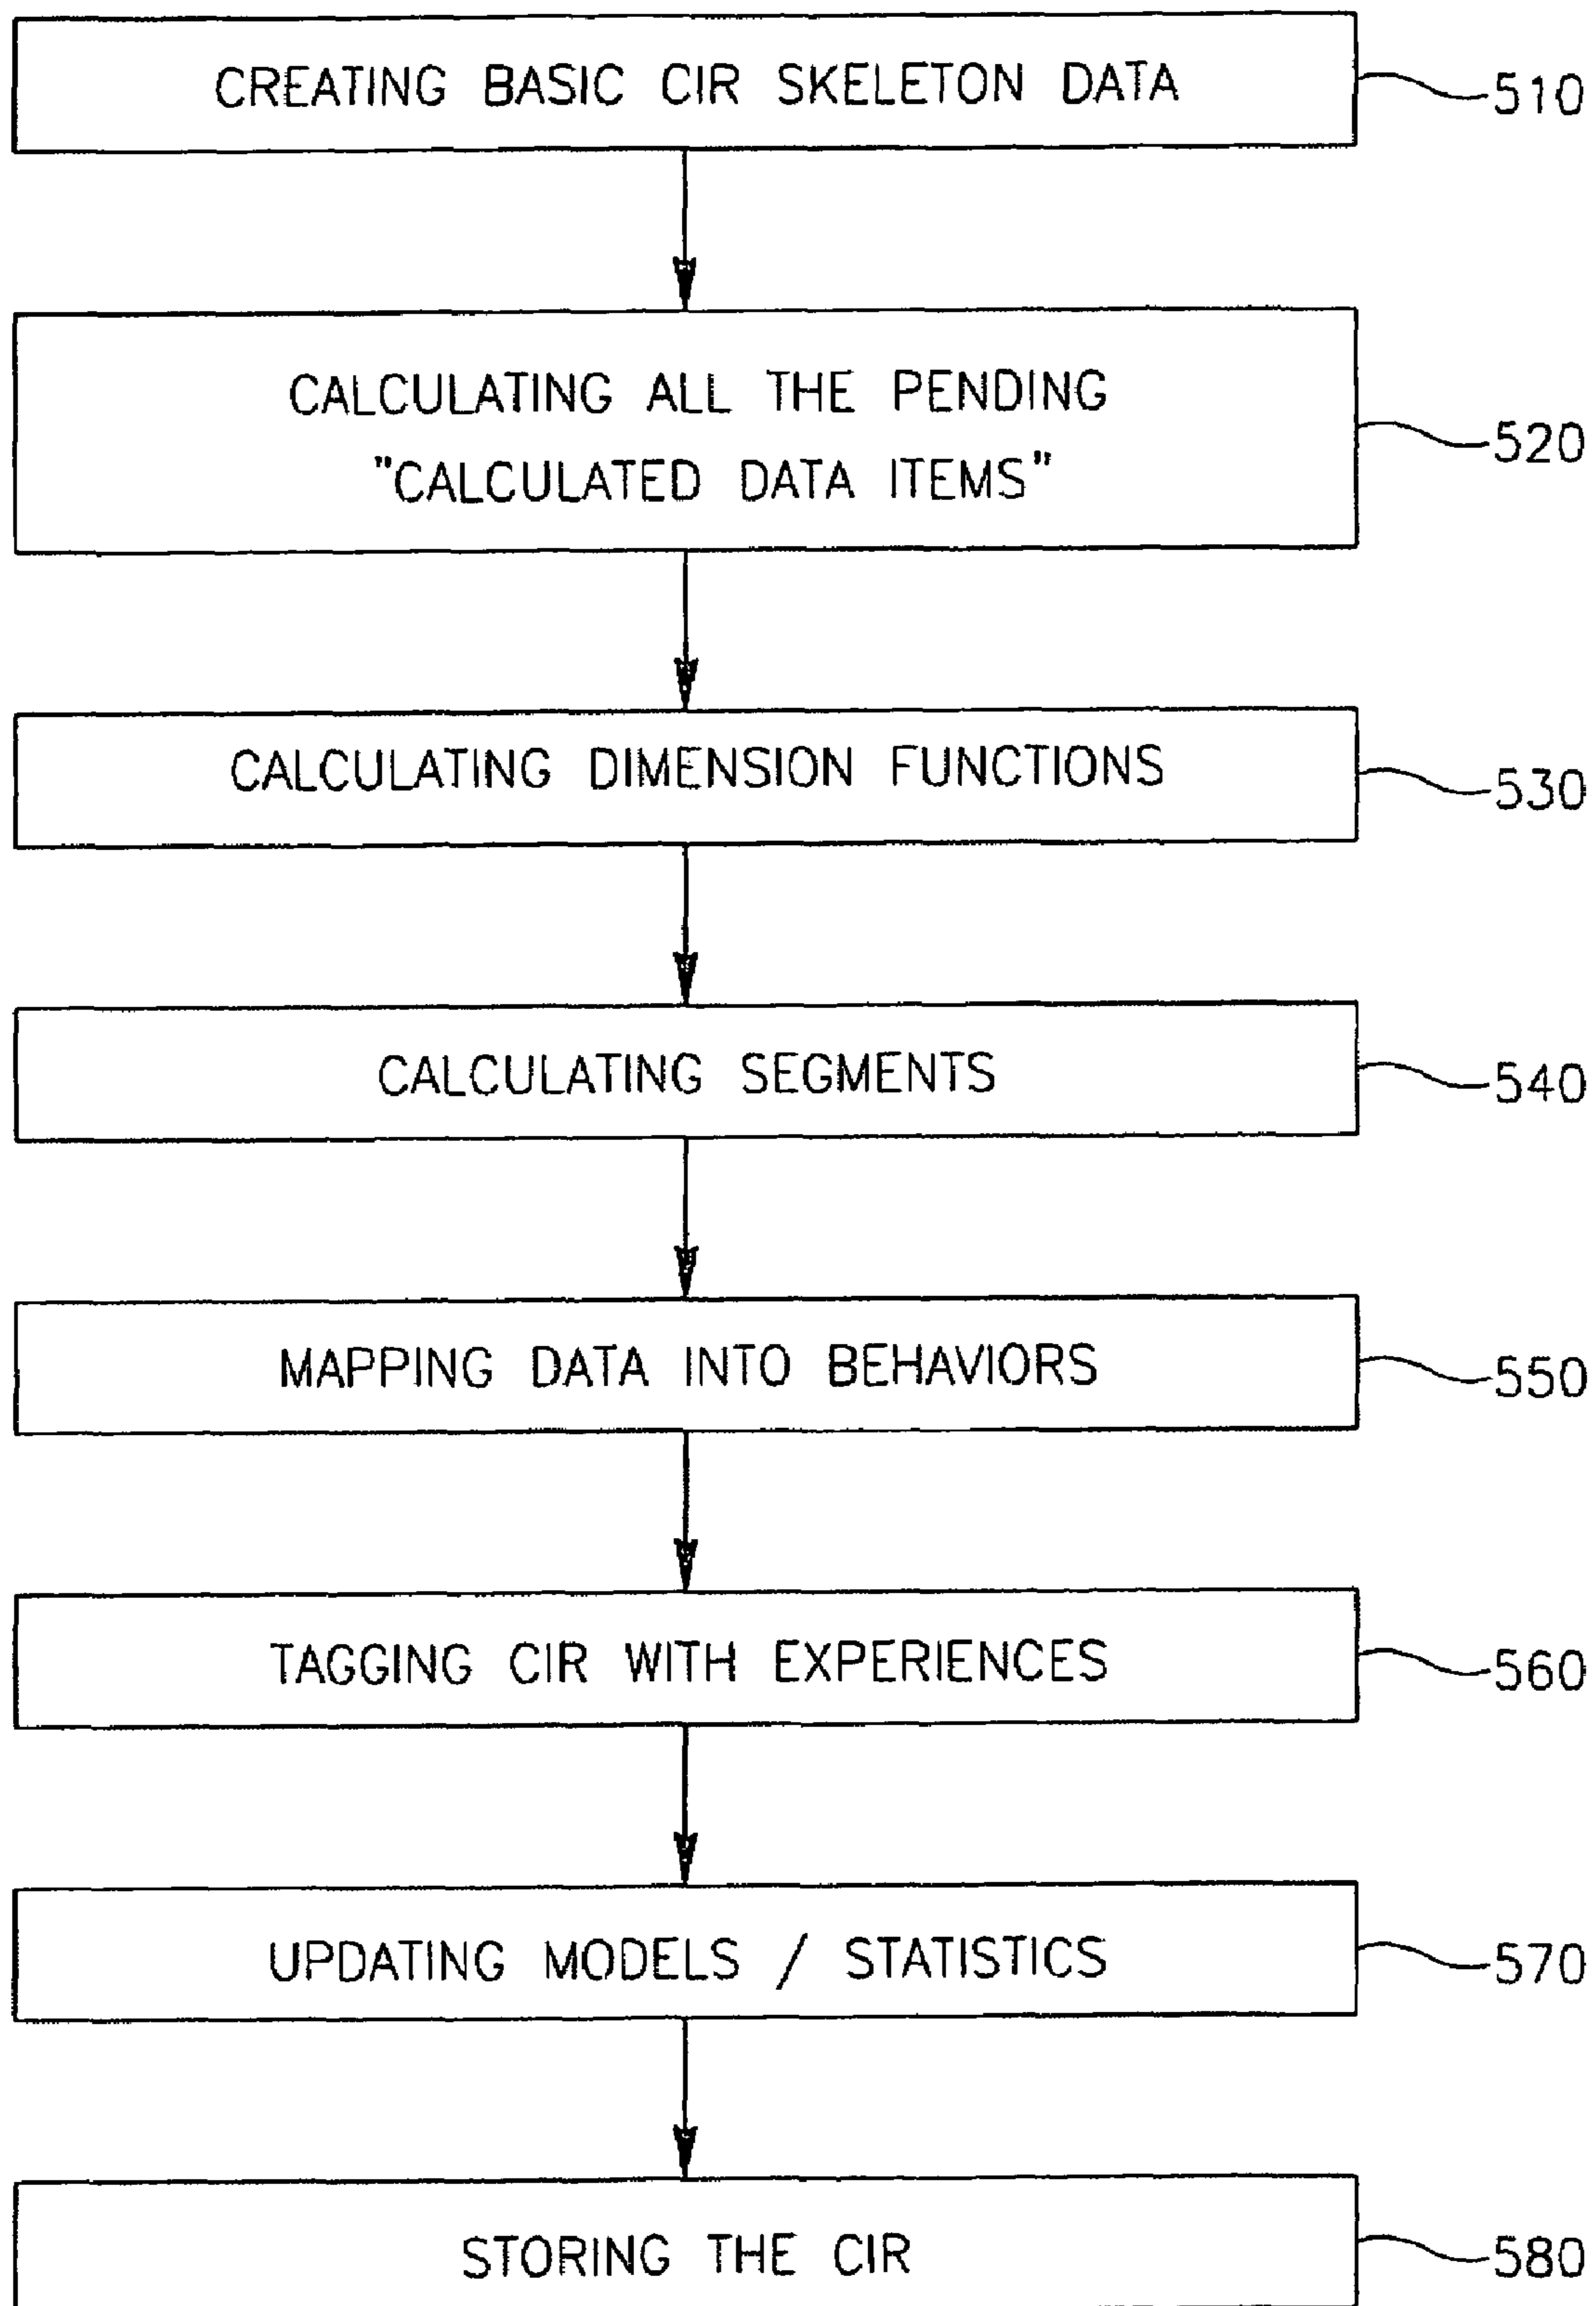 CREATING BASIC CIR SKELETON DATA
510
CALCULATING ALL THE PENDING
"CALCULATED DATA ITEMS"
520
CALCULATING DIMENSION FUNCTIONS
530
CALCULATING SEGMENTS
540
MAPPING DATA INTO BEHAVIORS
550
TAGGING CIR WITH EXPERIENCES
560
UPDATING MODELS / STATISTICS
570
STORING THE CIR
580